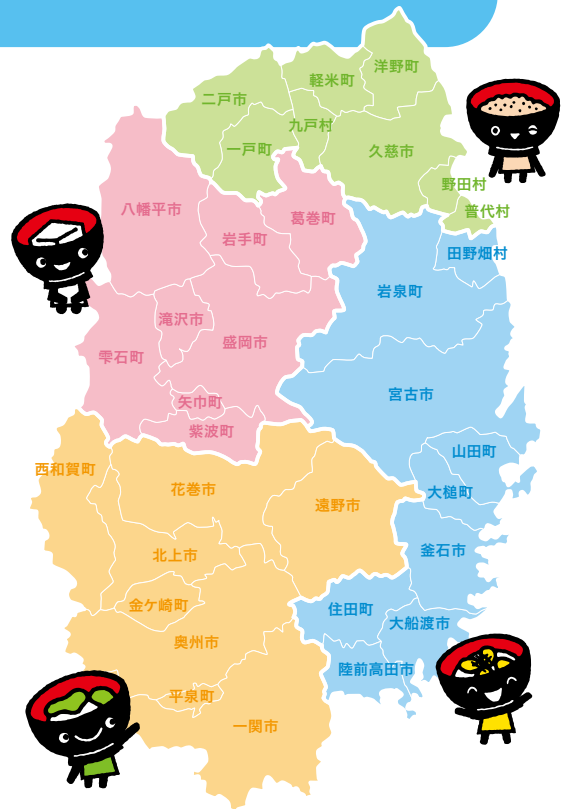 洋野町
軽米町
二戸市
九戸村
一戸町
久慈市
野田村
普代村
八幡平市
葛巻町
岩手町
滝沢市
盛岡市
雫石町
矢巾町
紫波町
田野畑村
岩泉町
宮古市
山田町
大槌町
釜石市
住田町
大船渡市
陸前高田市
西和賀町
花巻市
遠野市
北上市
金ケ崎町
奥州市
平泉町
一関市